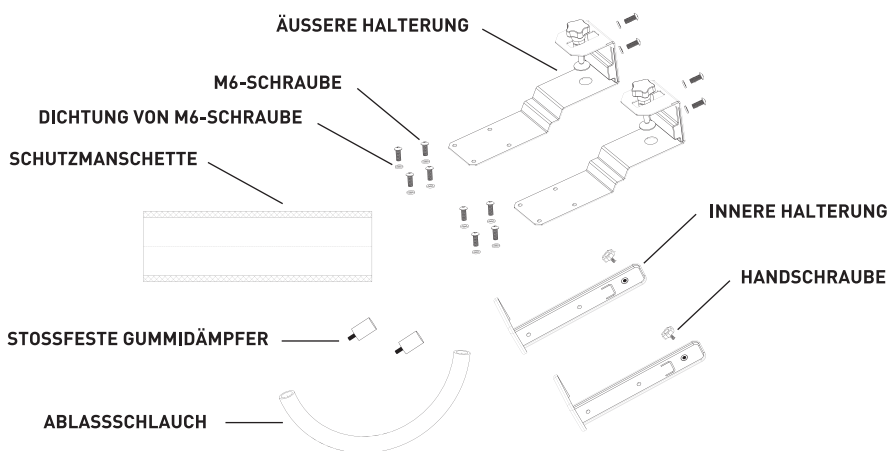 ÄUSSERE HALTERUNG
M6-SCHRAUBE
DICHTUNG VON M6-SCHRAUBE
SCHUTZMANSCHETTE
INNERE HALTERUNG
HANDSCHRAUBE
STOSSFESTE GUMMIDÄMPFER
ABLASSSCHLAUCH